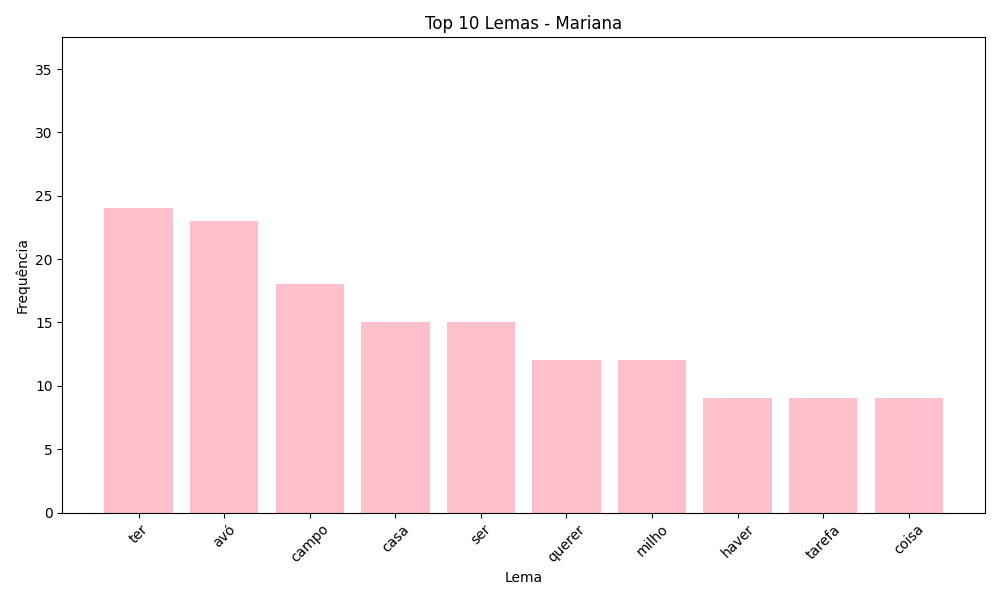 Top 10 Lemas - Mariana
Frequência
35
30
25
20
15
10
5
0
ter
avó
campo
casa
ser
querer
milho
haver
tarefa
coisa
Lema